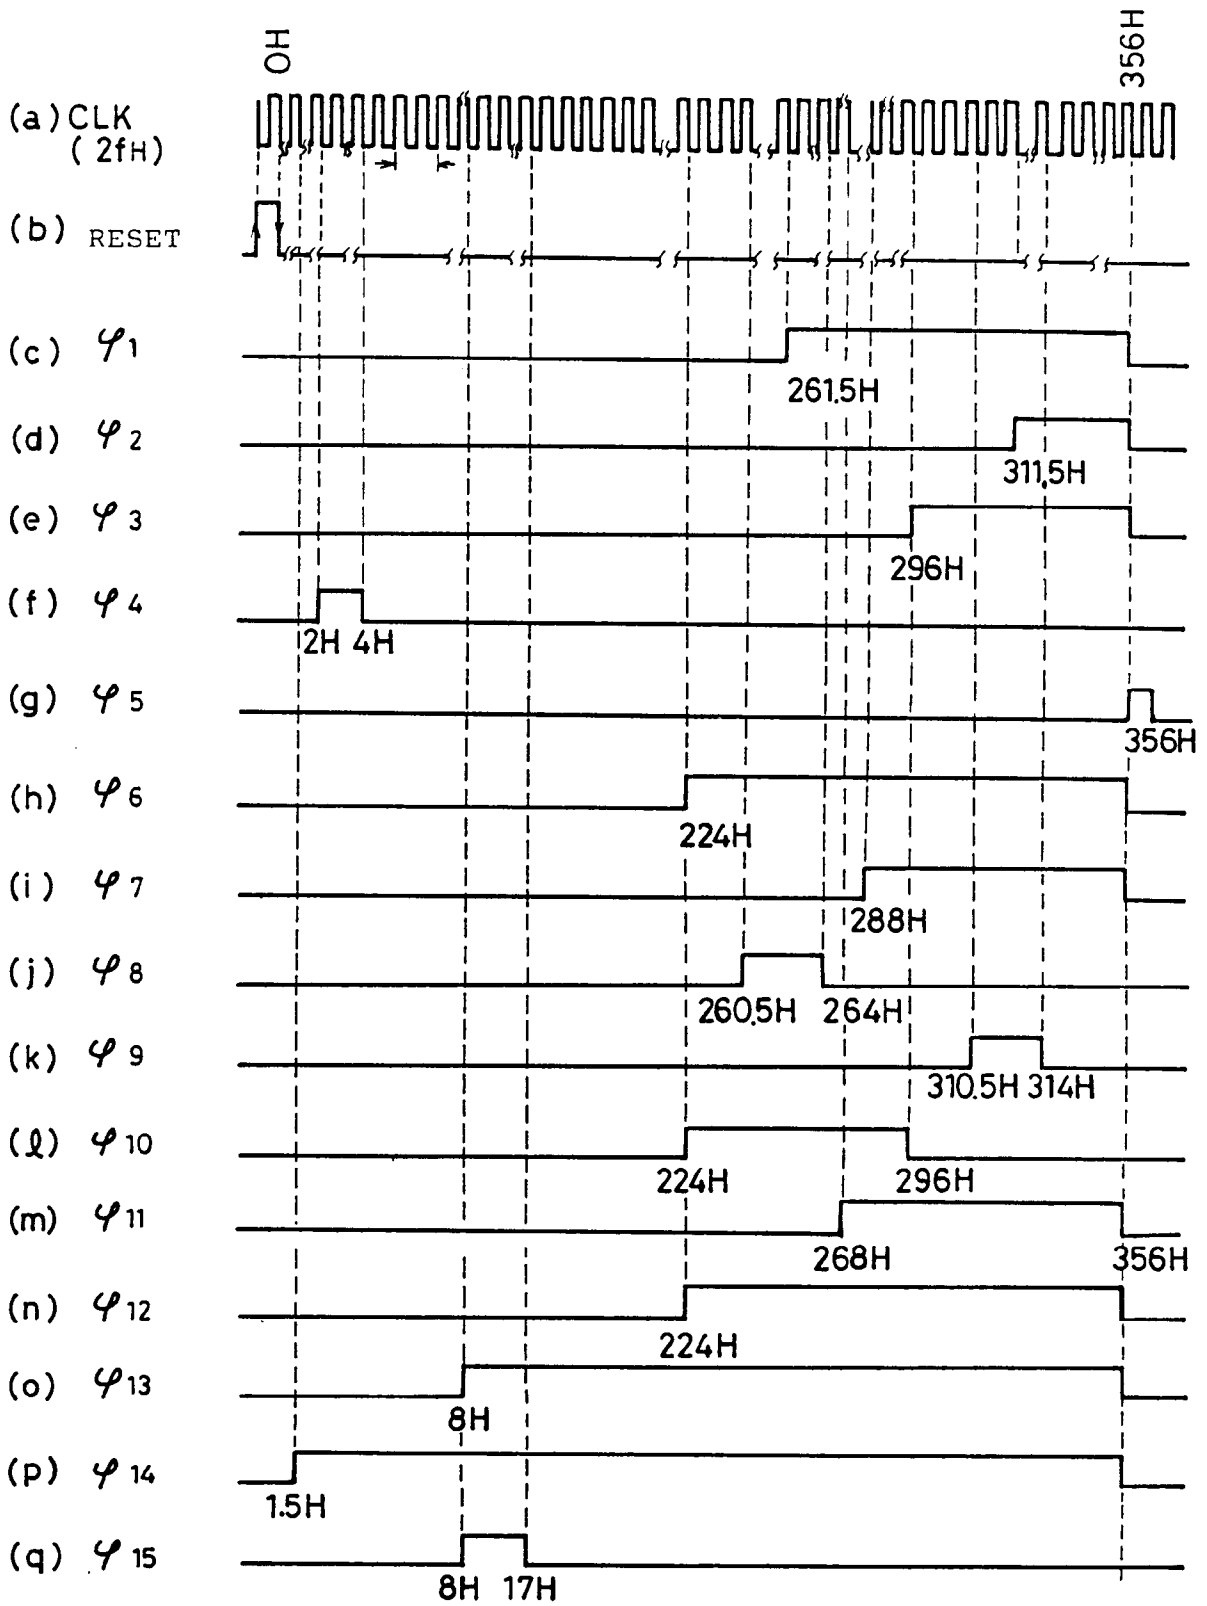 0H 356H
(a) CLK
(2fH)
(b) RESET
(c) φ1
261.5H
(d) φ2
311.5H
(e) φ3
296H
(f) φ4
2H 4H
(g) φ5
356H
(h) φ6
224H
(i) φ7
288H
(j) φ8
260.5H 264H
(k) φ9
310.5H 314H
(l) φ10
224H 296H
(m) φ11
268H 356H
(n) φ12
224H
(o) φ13
8H
(p) φ14
1.5H
(q) φ15
8H 17H